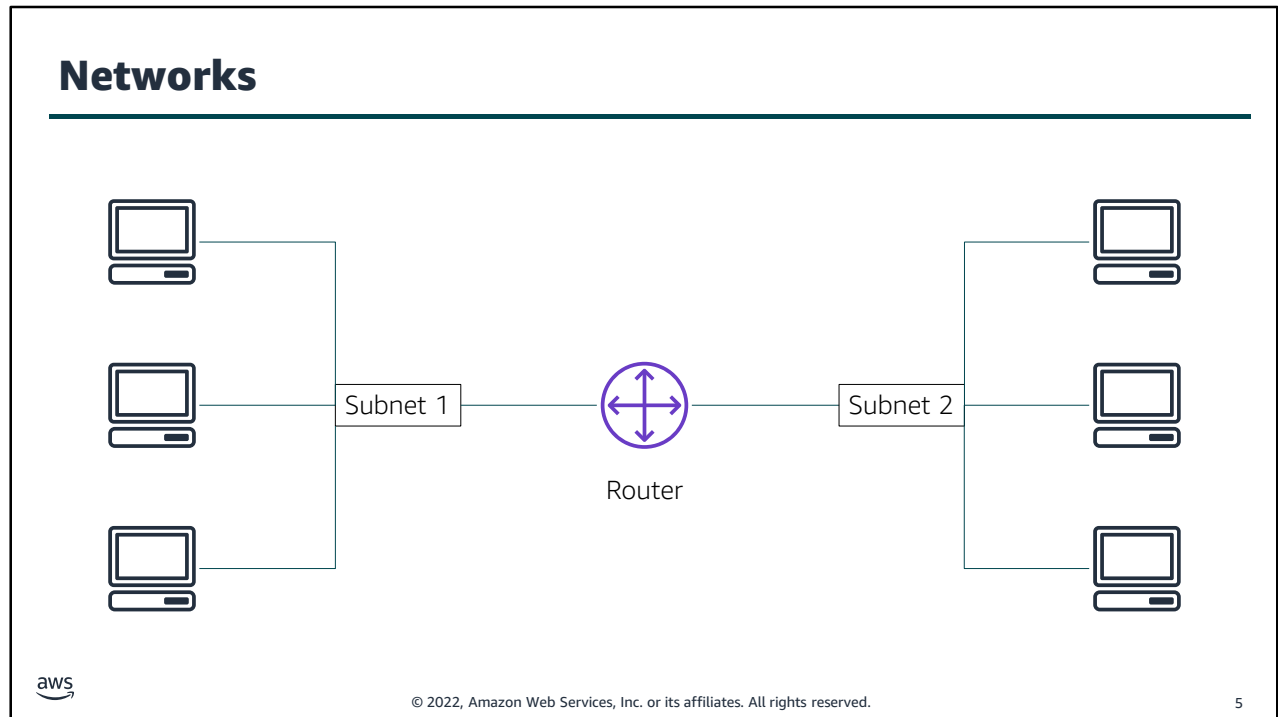 Networks
Subnet 1
Subnet 2
Router
aws
© 2022, Amazon Web Services, Inc. or its affiliates. All rights reserved.
5